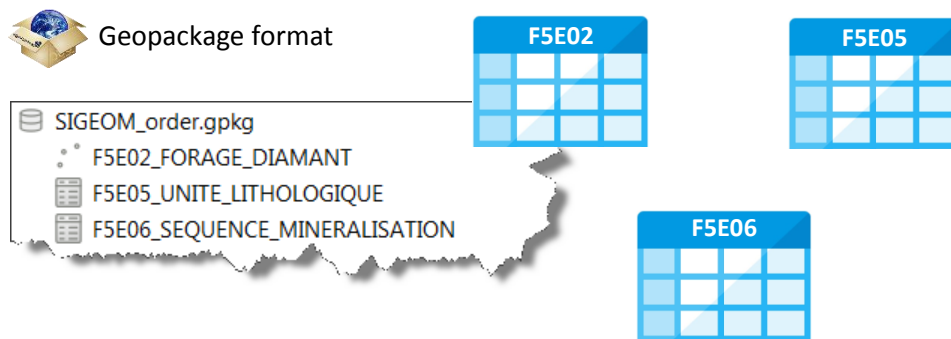 Geopackage format
F5E02
F5E05
SIGEOM_order.gpkg
F5E02_FORAGE_DIAMANT
F5E05_UNITE_LITHOLOGIQUE
F5E06_SEQUENCE_MINERALISATION
F5E06